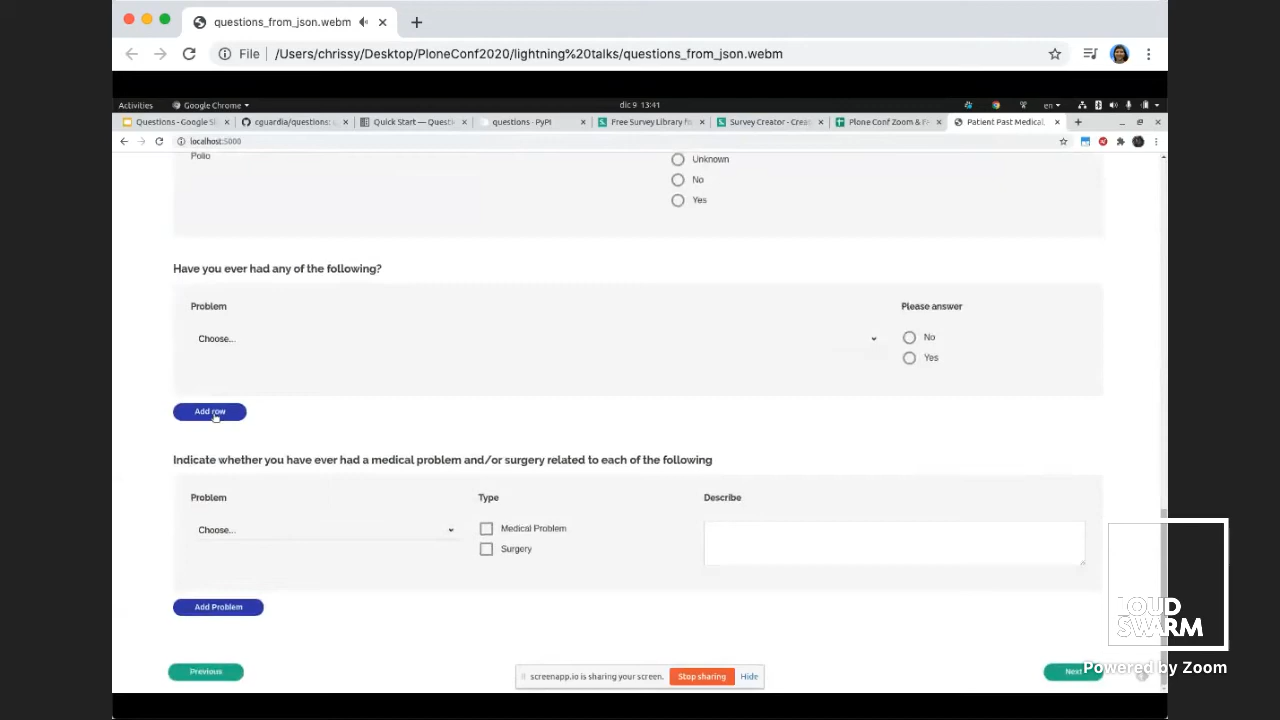 questions_from_json.webm
File /Users/chrissy/Desktop/PloneConf2020/lightning%20talks/questions_from_json.webm
Activities Google Chrome dic 9 13:41 en
Questions - Google Sl cguardia/questions: q Quick Start — Questi questions · PyPI Free Survey Library fo Survey Creator - Crea Plone Conf Zoom & F Patient Past Medical
localhost:5000
Polio
Unknown
No
Yes
Have you ever had any of the following?
Problem Please answer
Choose... No
Yes
Add row
Indicate whether you have ever had a medical problem and/or surgery related to each of the following
Problem Type Describe
Choose... Medical Problem
Surgery
Add Problem
LOUD
SWARM
Previous screenapp.io is sharing your screen. Stop sharing Hide Next
Powered by Zoom